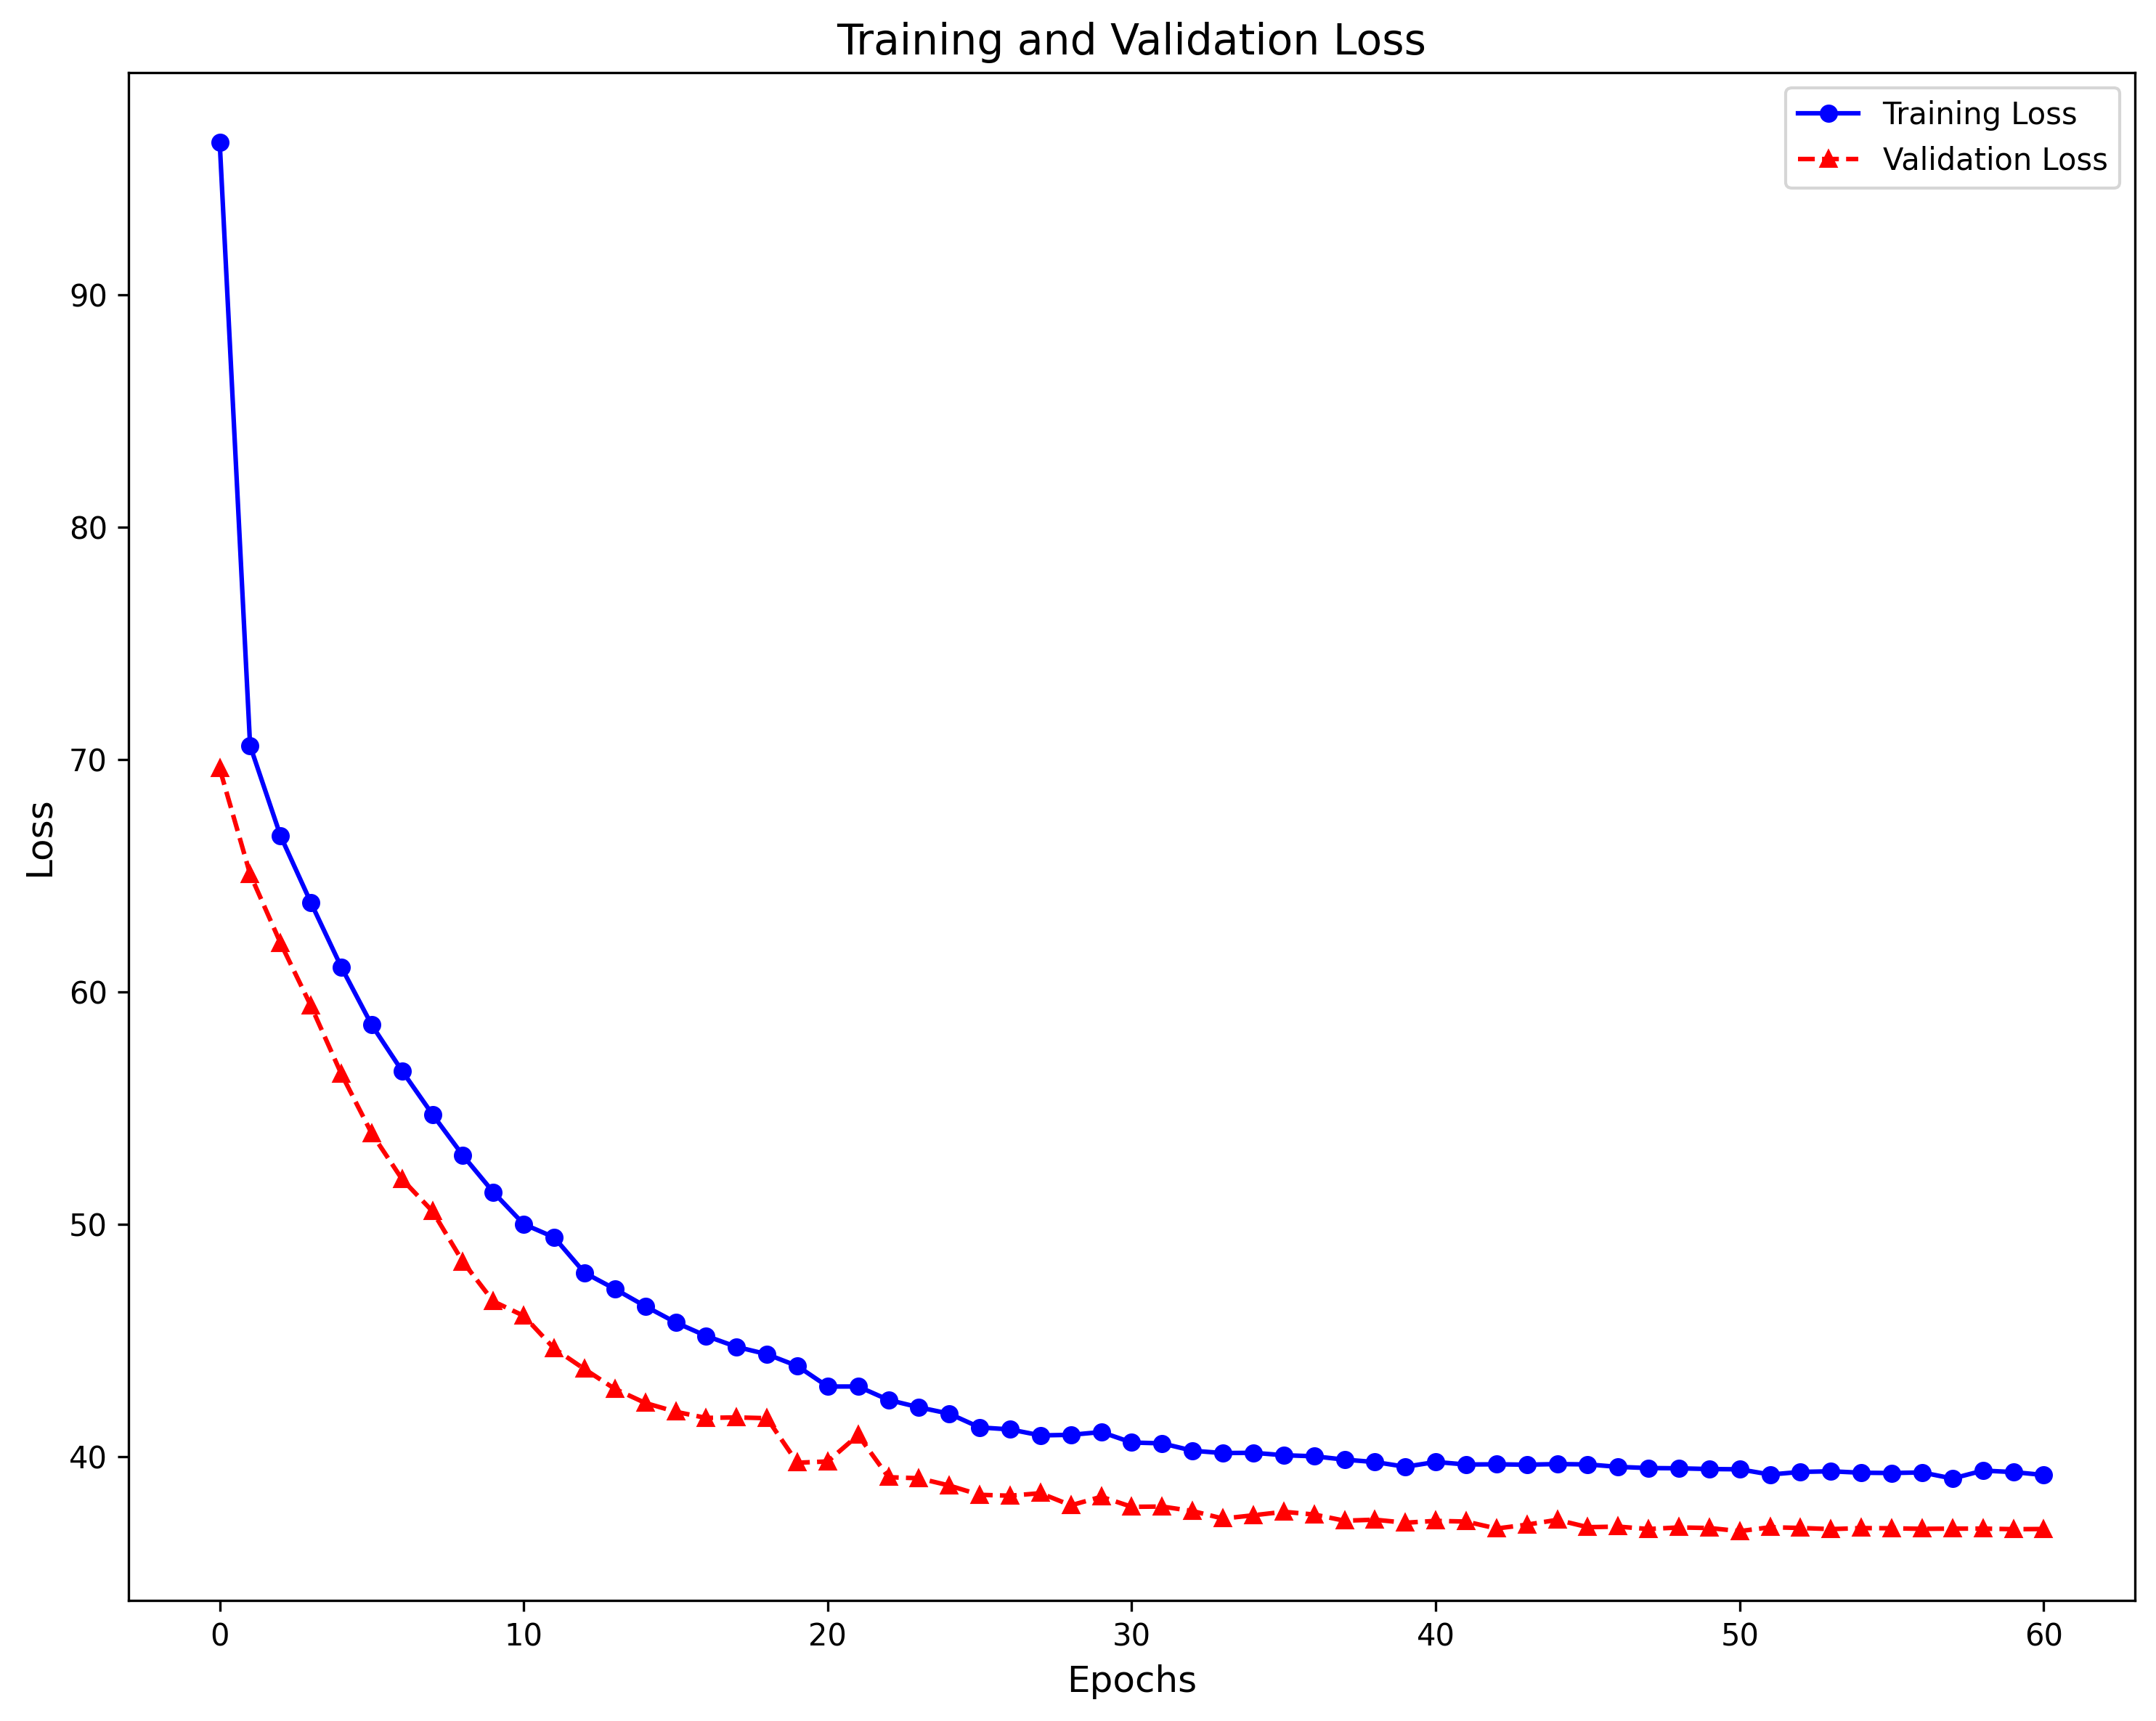 Training and Validation Loss
Training Loss
Validation Loss
90
80
70
60
50
40
Loss
0 10 20 30 40 50 60
Epochs